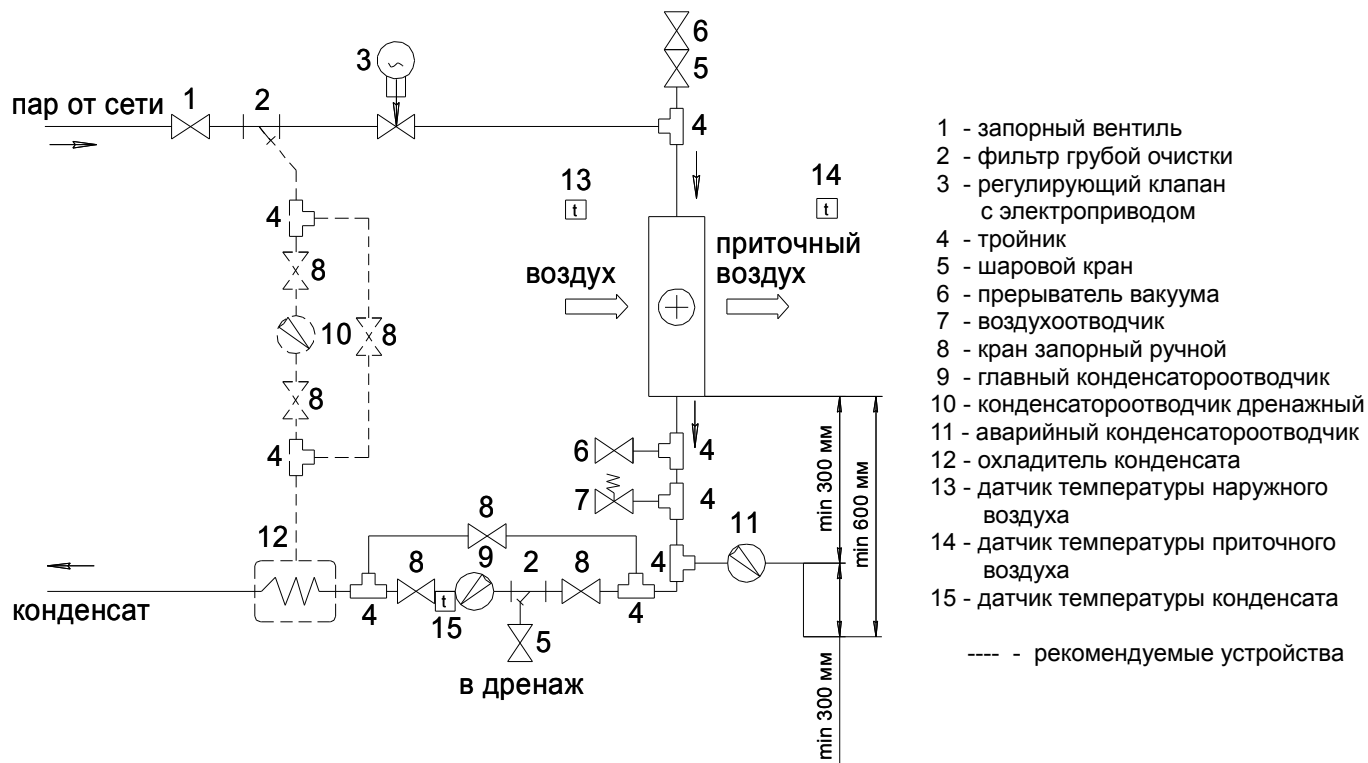 6
3
5
пар от сети
1
2
4
13
t
14
t
4
приточный
воздух
воздух
8
10
8
8
4
6
4
7
4
8
11
12
9
4
8
2
8
конденсат
4
t
15
4
5
в дренаж
min 300 мм
min 600 мм
min 300 мм
1 - запорный вентиль
2 - фильтр грубой очистки
3 - регулирующий клапан
с электроприводом
4 - тройник
5 - шаровой кран
6 - прерыватель вакуума
7 - воздухоотводчик
8 - кран запорный ручной
9 - главный конденсатороотводчик
10 - конденсатороотводчик дренажный
11 - аварийный конденсатороотводчик
12 - охладитель конденсата
13 - датчик температуры наружного
воздуха
14 - датчик температуры приточного
воздуха
15 - датчик температуры конденсата
---- - рекомендуемые устройства